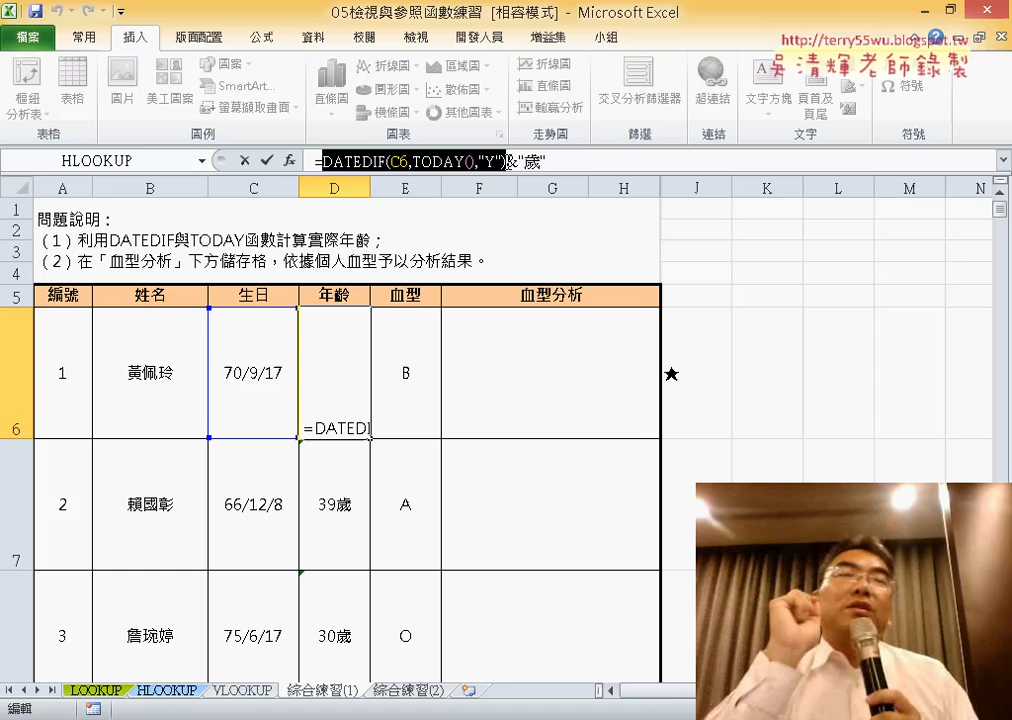 05檢視與參照函數練習 [相容模式] - Microsoft Excel
檔案 常用 插入 版面配置 公式 資料 校閱 檢視 開發人員 增益集 小組
http://terry55wu.blogspot.tw
吳清輝老師錄製
樞紐分析表 表格 圖片 美工圖案 圖案 SmartArt... 螢幕擷取畫面 直條圖 折線圖 圓形圖 橫條圖 區域圖 散佈圖 其他圖表 折線圖 直條圖 輸贏分析 交叉分析篩選器 超連結 文字方塊 頁首及頁尾 Ω 符號
表格 圖例 圖表 走勢圖 篩選 連結 文字 符號
HLOOKUP =DATEDIF(C6,TODAY(),"Y")&"歲"
A B C D E F G H J K L M N
1 問題說明：
2 （1）利用DATEDIF與TODAY函數計算實際年齡；
3 （2）在「血型分析」下方儲存格，依據個人血型予以分析結果。
4
5 編號 姓名 生日 年齡 血型 血型分析
6 1 黃佩玲 70/9/17 =DATEDI B ★
7 2 賴國彰 66/12/8 39歲 A
3 詹琬婷 75/6/17 30歲 O
LOOKUP HLOOKUP VLOOKUP 綜合練習(1) 綜合練習(2)
編輯